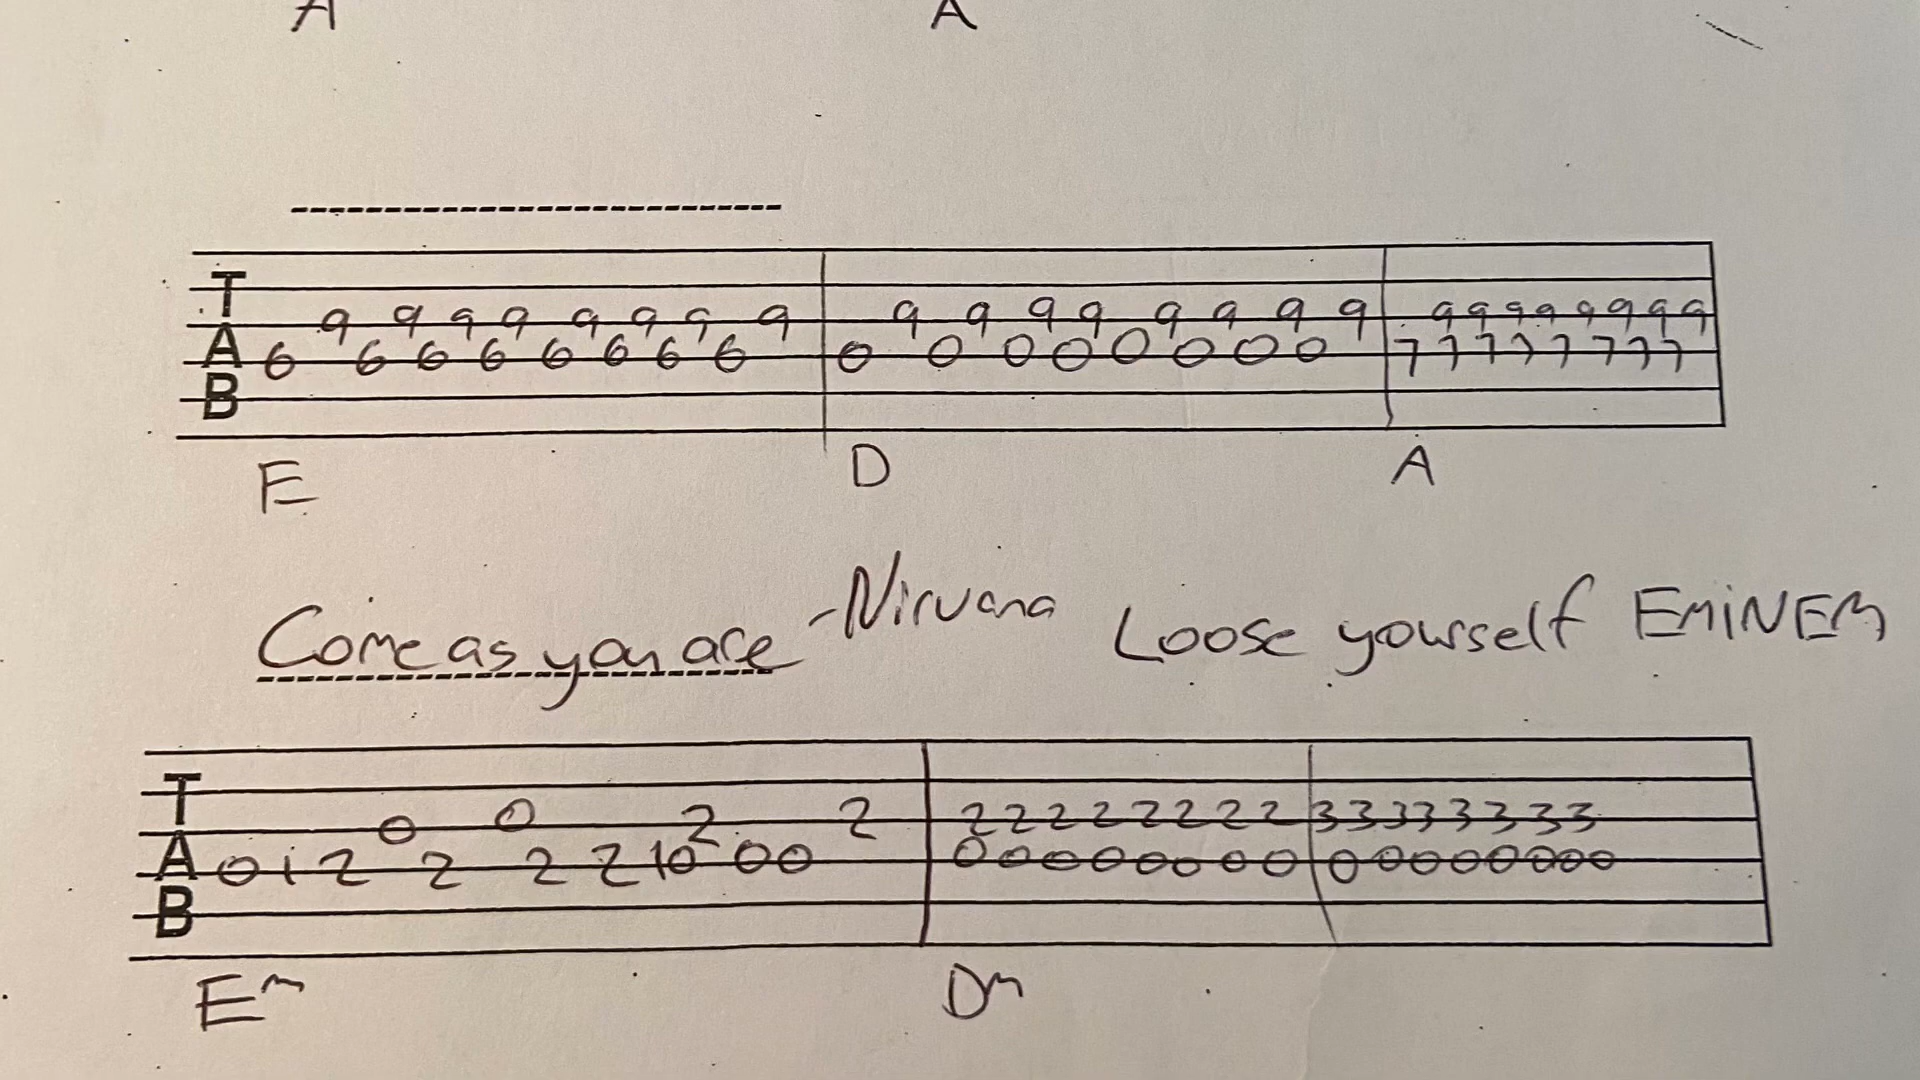 A A
T
9 9 9 9 9 9 9 9 9 9 9 9 9 9 9 9 9 9 9 9 9 9 9 9
A 6 6 6 6 6 6 6 6 0 0 0 0 0 0 0 0 7 7 7 7 7 7 7 7
B
E D A
Come as you are - Nirvana Loose yourself EMiNEM
T
0 0 2 2 2 2 2 2 2 2 2 2 3 3 3 3 3 3 3 3
A 0 1 2 2 2 2 1 0 0 0 0 0 0 0 0 0 0 0 0 0 0 0 0 0 0 0
B
Em Dm